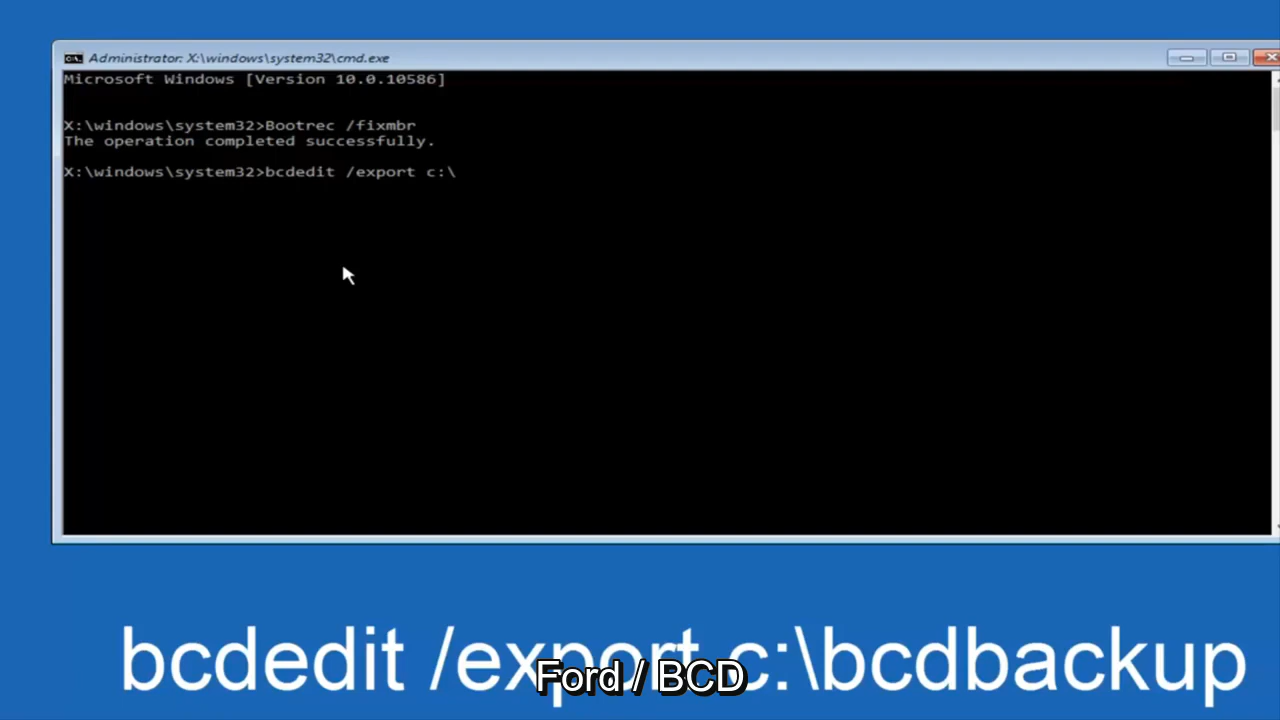 Administrator: X:\windows\system32\cmd.exe
Microsoft Windows [Version 10.0.10586]
X:\windows\system32>Bootrec /fixmbr
The operation completed successfully.
X:\windows\system32>bcdedit /export c:\
bcdedit /export c:\bcdbackup
Ford / BCD